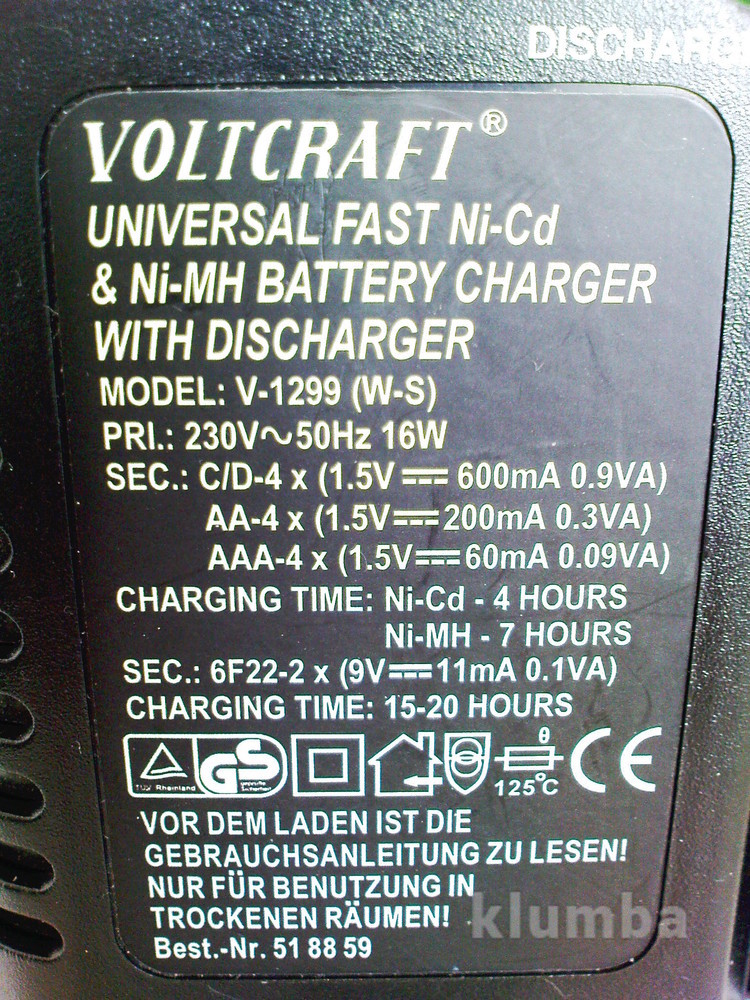 DISCHARG
VOLTCRAFT®
UNIVERSAL FAST Ni-Cd
& Ni-MH BATTERY CHARGER
WITH DISCHARGER
MODEL: V-1299 (W-S)
PRI.: 230V~50Hz 16W
SEC.: C/D-4 x (1.5V⎓600mA 0.9VA)
AA-4 x (1.5V⎓200mA 0.3VA)
AAA-4 x (1.5V⎓60mA 0.09VA)
CHARGING TIME: Ni-Cd - 4 HOURS
Ni-MH - 7 HOURS
SEC.: 6F22-2 x (9V⎓11mA 0.1VA)
CHARGING TIME: 15-20 HOURS
TÜV Rheinland GS geprüfte Sicherheit θ 125°C CE
VOR DEM LADEN IST DIE
GEBRAUCHSANLEITUNG ZU LESEN!
NUR FÜR BENUTZUNG IN
TROCKENEN RÄUMEN!
Best.-Nr. 51 88 59
klumba